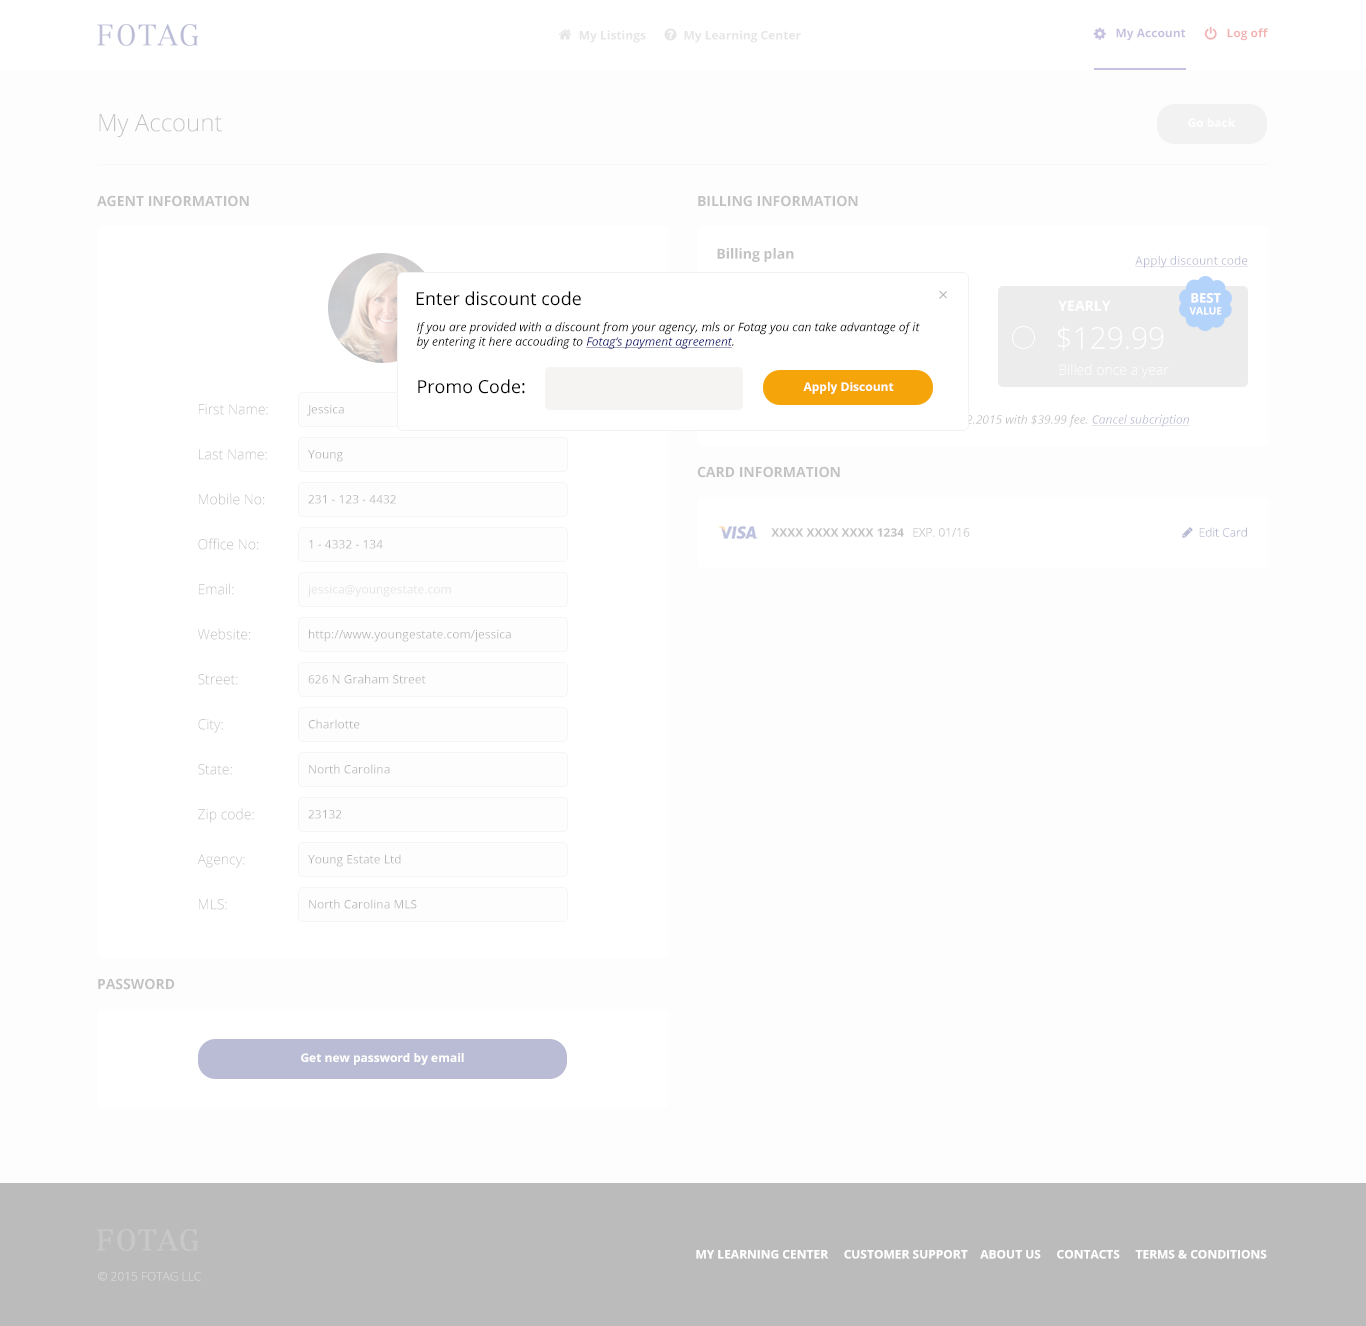 FOTAG
My Listings
My Learning Center
My Account
Log off
My Account
Go back
AGENT INFORMATION
First Name:
Jessica
Last Name:
Young
Mobile No:
231 - 123 - 4432
Office No:
1 - 4332 - 134
Email:
jessica@youngestate.com
Website:
http://www.youngestate.com/jessica
Street:
626 N Graham Street
City:
Charlotte
State:
North Carolina
Zip code:
23132
Agency:
Young Estate Ltd
MLS:
North Carolina MLS
PASSWORD
Get new password by email
BILLING INFORMATION
Billing plan
Apply discount code
YEARLY
BEST
VALUE
$129.99
Billed once a year
2.2015 with $39.99 fee. Cancel subcription
CARD INFORMATION
VISA
XXXX XXXX XXXX 1234 EXP. 01/16
Edit Card
Enter discount code
×
If you are provided with a discount from your agency, mls or Fotag you can take advantage of it
by entering it here accouding to Fotag's payment agreement.
Promo Code:
Apply Discount
FOTAG
© 2015 FOTAG LLC
MY LEARNING CENTER
CUSTOMER SUPPORT
ABOUT US
CONTACTS
TERMS & CONDITIONS